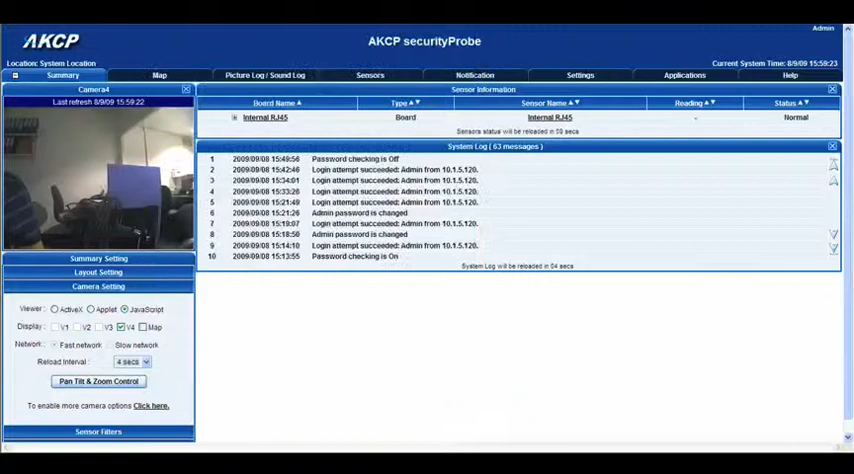 Admin
AKCP
AKCP securityProbe
Location: System Location
Current System Time: 8/9/09 15:59:23
Summary Map Picture Log / Sound Log Sensors Notification Settings Applications Help
Camera4
Last refresh 8/9/09 15:59:22
Summary Setting
Layout Setting
Camera Setting
Viewer : ActiveX Applet JavaScript
Display : V1 V2 V3 V4 Map
Network : Fast network Slow network
Reload Interval : 4 secs
Pan Tilt & Zoom Control
To enable more camera options Click here.
Sensor Filters
Sensor Information
Board Name Type Sensor Name Reading Status
Internal RJ45 Board Internal RJ45 - Normal
Sensors status will be reloaded in 58 secs
System Log ( 63 messages )
1 2009/09/08 15:49:56 Password checking is Off
2 2009/09/08 15:42:46 Login attempt succeeded: Admin from 10.1.5.120.
3 2009/09/08 15:34:01 Login attempt succeeded: Admin from 10.1.5.120.
4 2009/09/08 15:33:26 Login attempt succeeded: Admin from 10.1.5.120.
5 2009/09/08 15:21:49 Login attempt succeeded: Admin from 10.1.5.120.
6 2009/09/08 15:21:26 Admin password is changed
7 2009/09/08 15:19:07 Login attempt succeeded: Admin from 10.1.5.120.
8 2009/09/08 15:18:50 Admin password is changed
9 2009/09/08 15:14:10 Login attempt succeeded: Admin from 10.1.5.120.
10 2009/09/08 15:13:55 Password checking is On
System Log will be reloaded in 04 secs